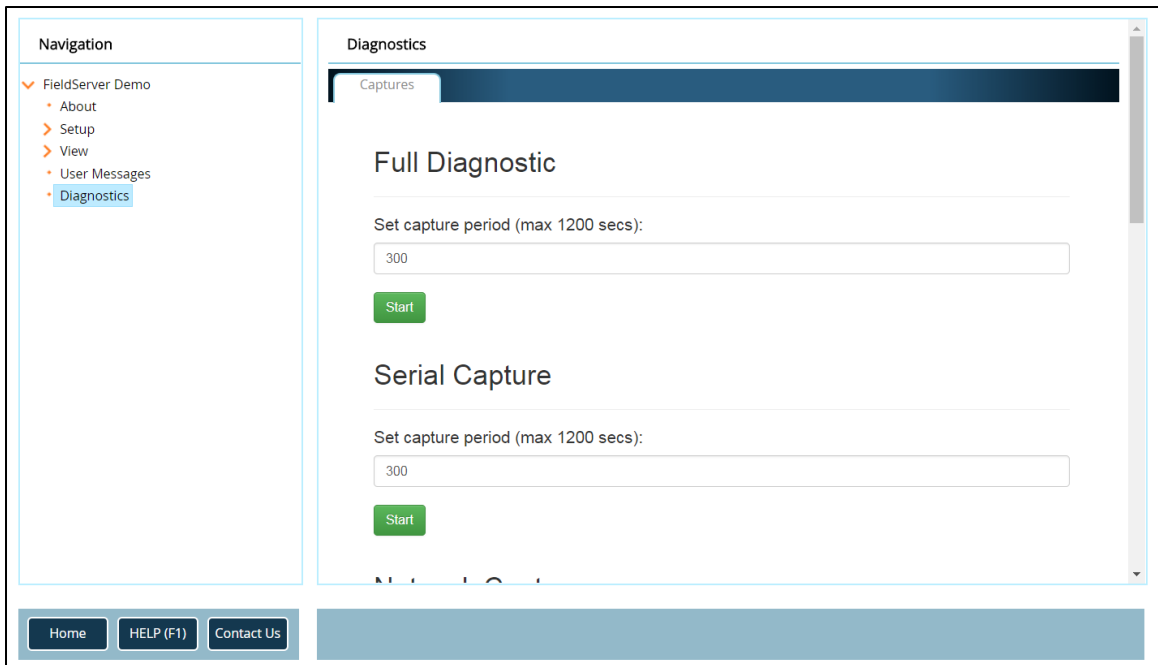 Navigation
FieldServer Demo
About
Setup
View
User Messages
Diagnostics
Diagnostics
Captures
Full Diagnostic
Set capture period (max 1200 secs):
300
Start
Serial Capture
Set capture period (max 1200 secs):
300
Start
Home
HELP (F1)
Contact Us